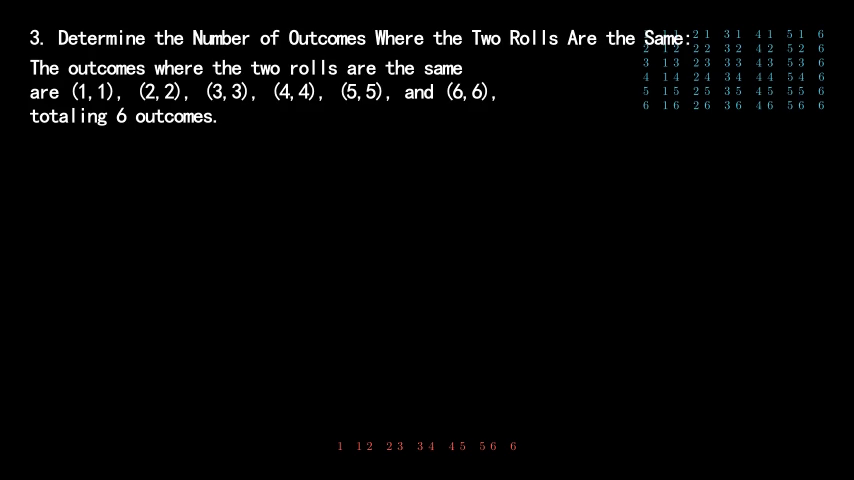 3. Determine the Number of Outcomes Where the Two Rolls Are the Same:
The outcomes where the two rolls are the same
are (1,1), (2,2), (3,3), (4,4), (5,5), and (6,6),
totaling 6 outcomes.
1 1 2 1 3 1 4 1 5 1 6
2 1 2 2 2 3 2 4 2 5 2 6
3 1 3 2 3 3 3 4 3 5 3 6
4 1 4 2 4 3 4 4 4 5 4 6
5 1 5 2 5 3 5 4 5 5 5 6
6 1 6 2 6 3 6 4 6 5 6 6
1 1 2 2 3 3 4 4 5 5 6 6